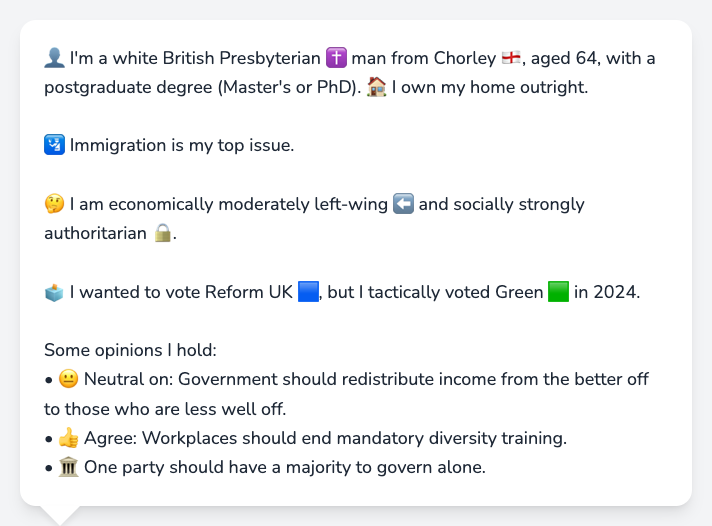 👤 I'm a white British Presbyterian ✝️ man from Chorley 🏴󠁧󠁢󠁥󠁮󠁧󠁿, aged 64, with a
postgraduate degree (Master's or PhD). 🏠 I own my home outright.
🛂 Immigration is my top issue.
🤔 I am economically moderately left-wing ⬅️ and socially strongly
authoritarian 🔒.
🗳️ I wanted to vote Reform UK 🟦, but I tactically voted Green 🟩 in 2024.
Some opinions I hold:
• 😐 Neutral on: Government should redistribute income from the better off
to those who are less well off.
• 👍 Agree: Workplaces should end mandatory diversity training.
• 🏛️ One party should have a majority to govern alone.